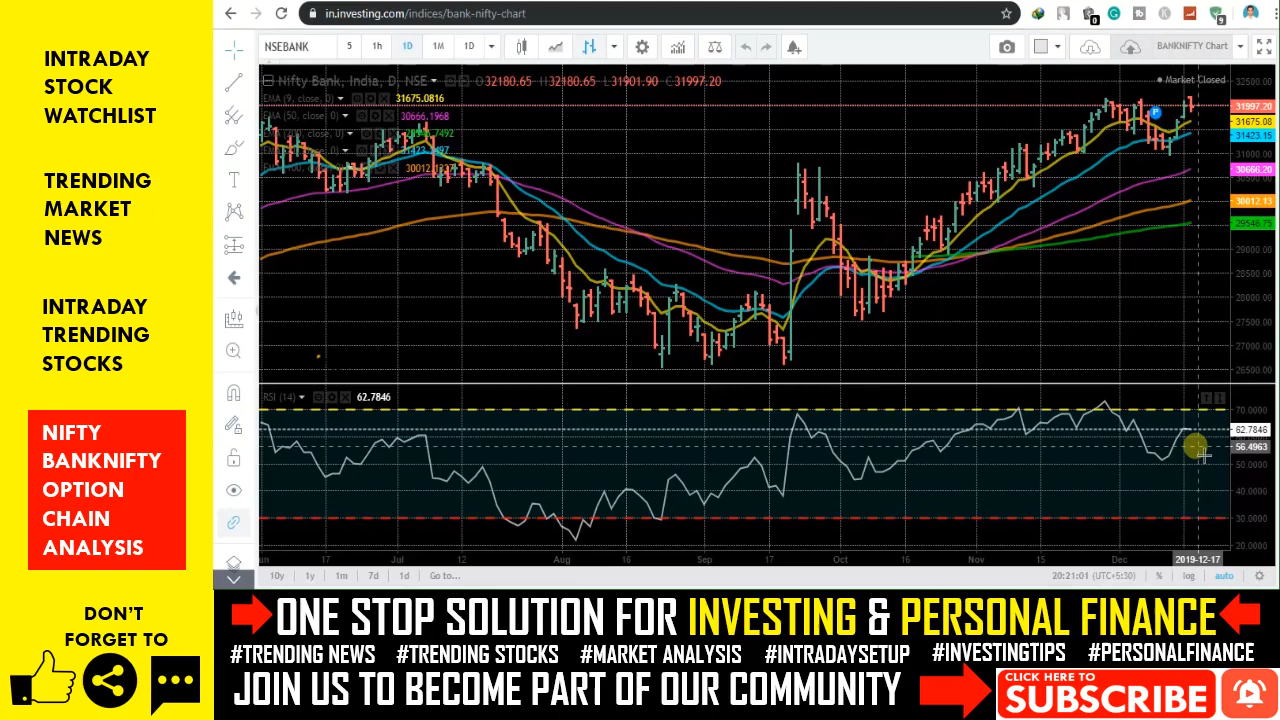 INTRADAY
STOCK
WATCHLIST
TRENDING
MARKET
NEWS
INTRADAY
TRENDING
STOCKS
NIFTY
BANKNIFTY
OPTION
CHAIN
ANALYSIS
DON'T
FORGET TO
in.investing.com/indices/bank-nifty-chart
NSEBANK 5 1h 1D 1M 1D
BANKNIFTY Chart
Nifty Bank, India, D, NSE O32180.65 H32180.65 L31901.90 C31997.20
Market Closed
EMA (9, close, 0) 31675.0816
EMA (50, close, 0) 30666.1968
32500.00
31997.20
31675.08
31423.15
31000.00
30666.20
30012.13
29546.75
29000.00
28500.00
28000.00
27500.00
27000.00
26500.00
RSI (14) 62.7846
70.0000
62.7846
56.4963
50.0000
40.0000
30.0000
20.0000
17 Jul 12 Aug 16 Sep 17 Oct 16 Nov 15 Dec 2019-12-17
10y 1y 1m 7d 1d Go to... 20:21:01 (UTC+5:30) % log auto
ONE STOP SOLUTION FOR INVESTING & PERSONAL FINANCE
#TRENDING NEWS #TRENDING STOCKS #MARKET ANALYSIS #INTRADAYSETUP #INVESTINGTIPS #PERSONALFINANCE
JOIN US TO BECOME PART OF OUR COMMUNITY
CLICK HERE TO
SUBSCRIBE